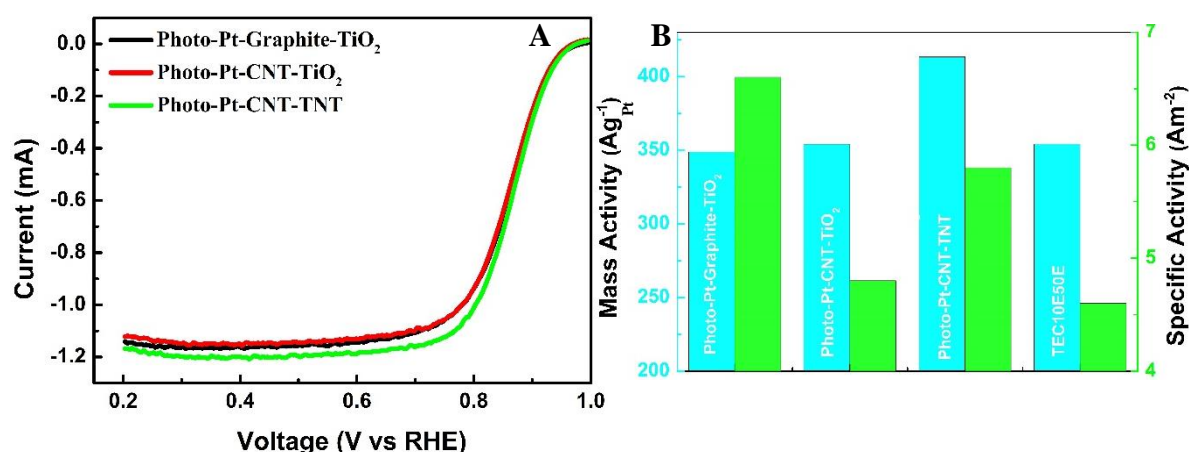 A
Photo-Pt-Graphite-TiO₂
Photo-Pt-CNT-TiO₂
Photo-Pt-CNT-TNT
0.0
-0.2
-0.4
-0.6
-0.8
-1.0
-1.2
Current (mA)
0.2
0.4
0.6
0.8
1.0
Voltage (V vs RHE)
B
400
350
300
250
200
Mass Activity (Ag⁻¹Pt)
Photo-Pt-Graphite-TiO₂
Photo-Pt-CNT-TiO₂
Photo-Pt-CNT-TNT
TEC10E50E
7
6
5
4
Specific Activity (Am⁻²)